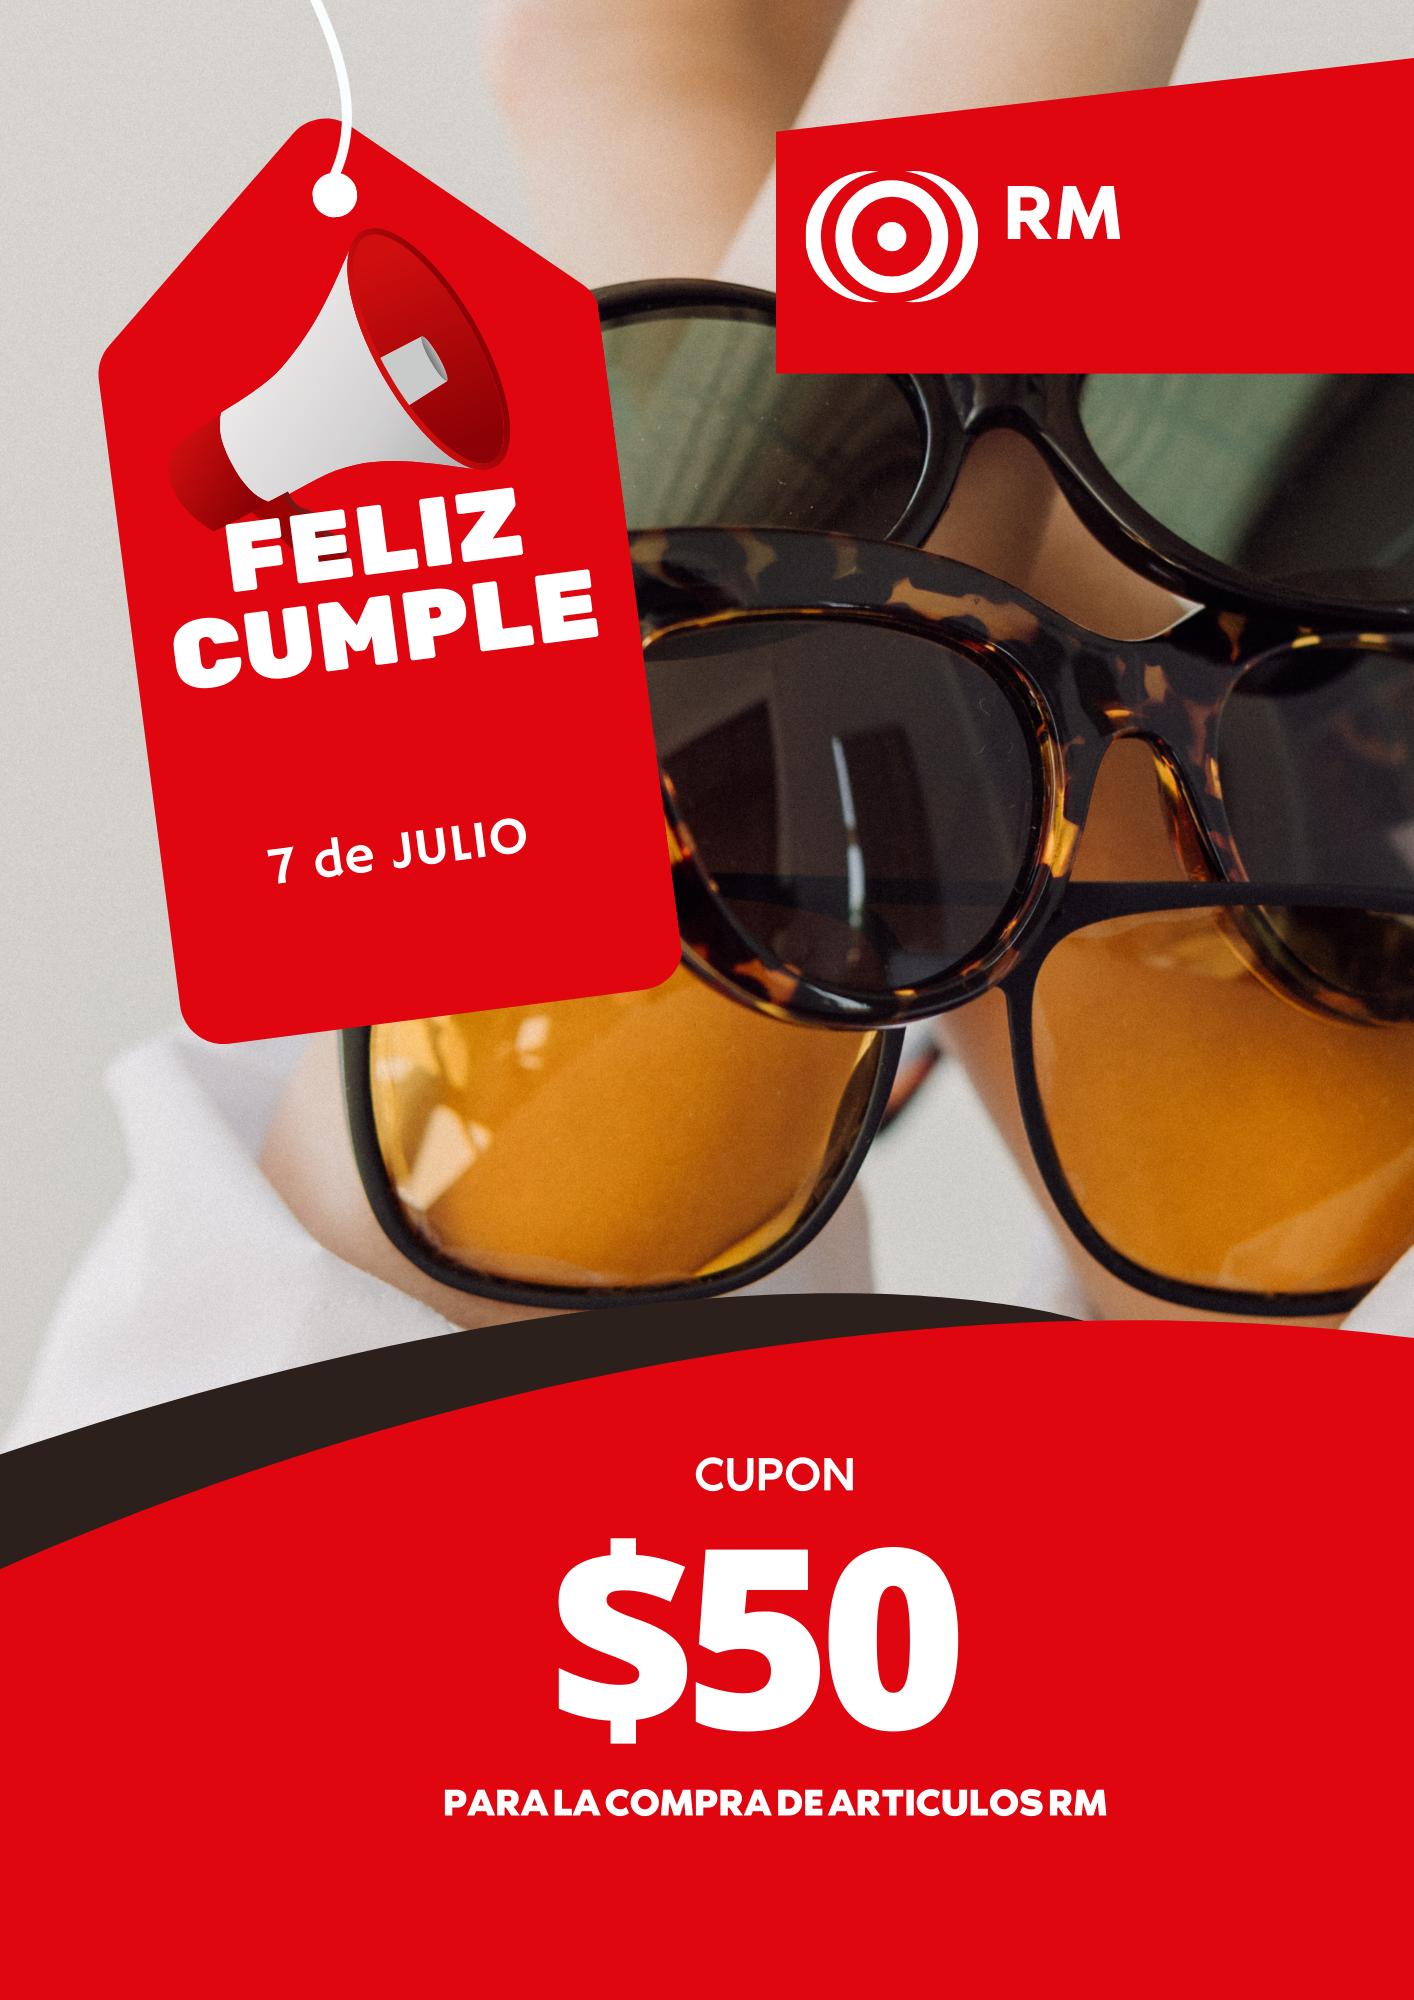 RM
FELIZ
CUMPLE
7 de JULIO
CUPON
$50
PARA LA COMPRA DE ARTICULOS RM